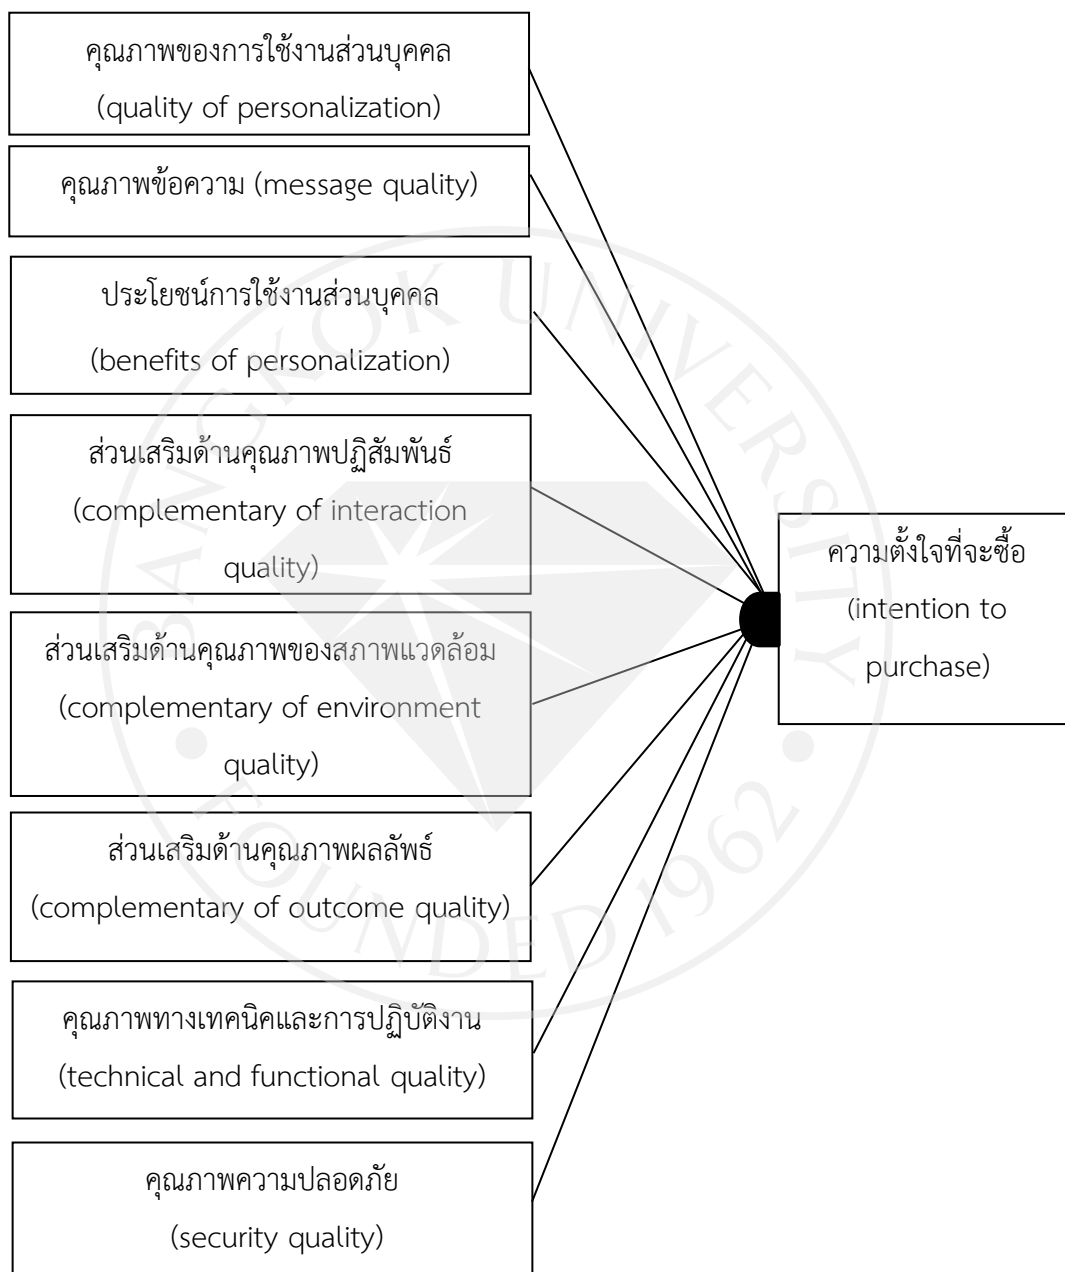 คุณภาพของการใช้งานส่วนบุคคล
(quality of personalization)
คุณภาพข้อความ (message quality)
ประโยชน์การใช้งานส่วนบุคคล
(benefits of personalization)
ส่วนเสริมด้านคุณภาพปฏิสัมพันธ์
(complementary of interaction
quality)
ส่วนเสริมด้านคุณภาพของสภาพแวดล้อม
(complementary of environment
quality)
ส่วนเสริมด้านคุณภาพผลลัพธ์
(complementary of outcome quality)
คุณภาพทางเทคนิคและการปฏิบัติงาน
(technical and functional quality)
คุณภาพความปลอดภัย
(security quality)
ความตั้งใจที่จะซื้อ
(intention to
purchase)
BANGKOK UNIVERSITY
FOUNDED 1962